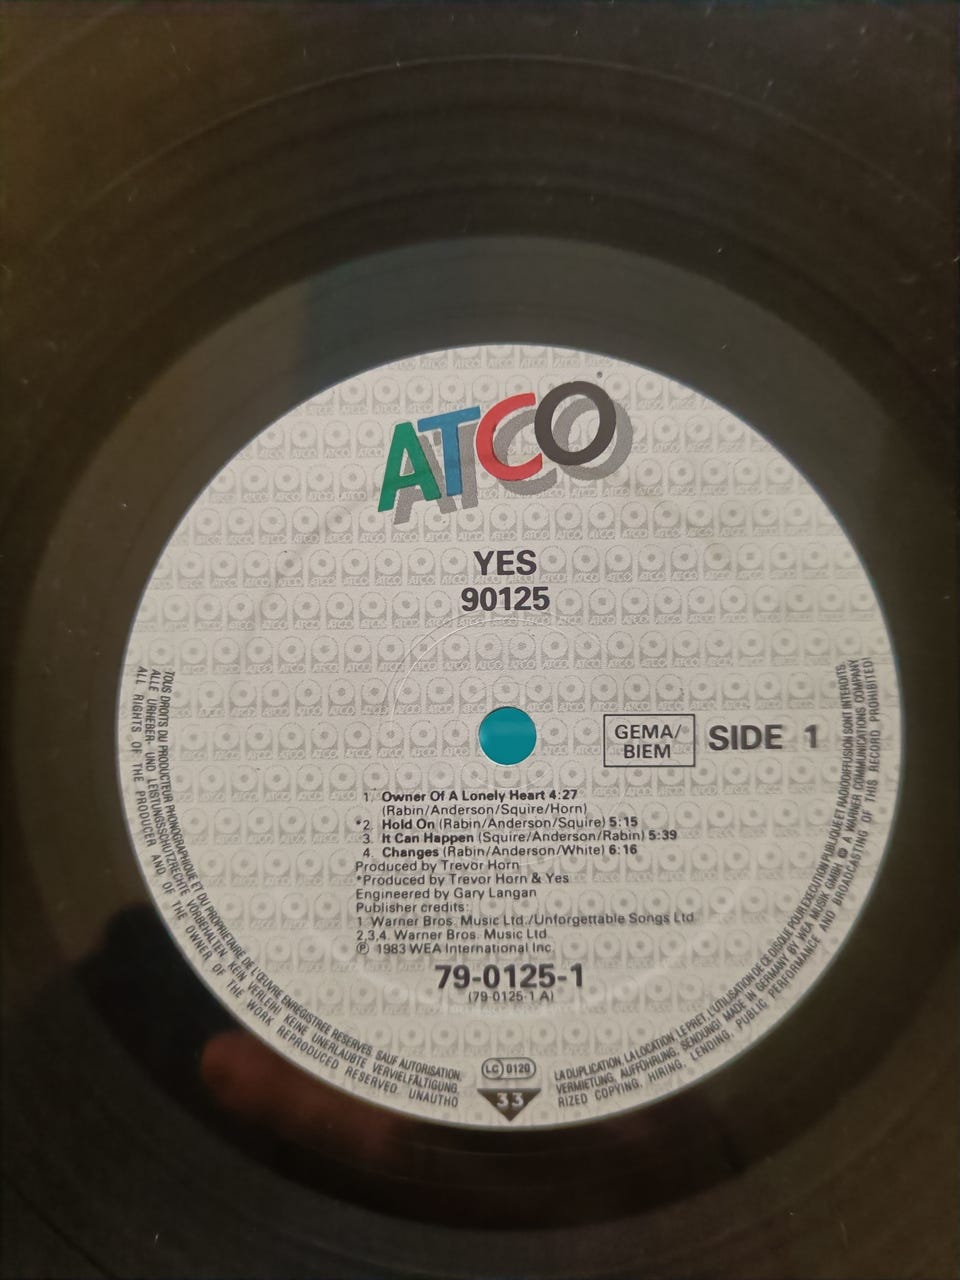 ATCO
YES
90125
GEMA/
BIEM
SIDE 1
1. Owner Of A Lonely Heart 4:27
(Rabin/Anderson/Squire/Horn)
*2. Hold On (Rabin/Anderson/Squire) 5:15
3. It Can Happen (Squire/Anderson/Rabin) 5:39
4. Changes (Rabin/Anderson/White) 6:16
Produced by Trevor Horn
*Produced by Trevor Horn & Yes
Engineered by Gary Langan
Publisher credits:
1. Warner Bros. Music Ltd./Unforgettable Songs Ltd.
2,3,4. Warner Bros. Music Ltd.
℗ 1983 WEA International Inc.
79-0125-1
(79-0125-1 A)
LC 0120
33
TOUS DROITS DU PRODUCTEUR PHONOGRAPHIQUE ET DU PROPRIETAIRE DE L'ŒUVRE ENREGISTREE RESERVES. SAUF AUTORISATION, LA DUPLICATION, LA LOCATION, LE PRET, L'UTILISATION DE CE DISQUE POUR EXECUTION PUBLIQUE ET RADIODIFFUSION SONT INTERDITS.
ALLE URHEBER- UND LEISTUNGSSCHUTZRECHTE VORBEHALTEN. KEIN VERLEIH! KEINE UNERLAUBTE VERVIELFÄLTIGUNG, VERMIETUNG, AUFFÜHRUNG, SENDUNG! MADE IN GERMANY BY WEA MUSIK GMBH A WARNER COMMUNICATIONS COMPANY
ALL RIGHTS OF THE PRODUCER AND OF THE OWNER OF THE WORK REPRODUCED RESERVED. UNAUTHORIZED COPYING, HIRING, LENDING, PUBLIC PERFORMANCE AND BROADCASTING OF THIS RECORD PROHIBITED!